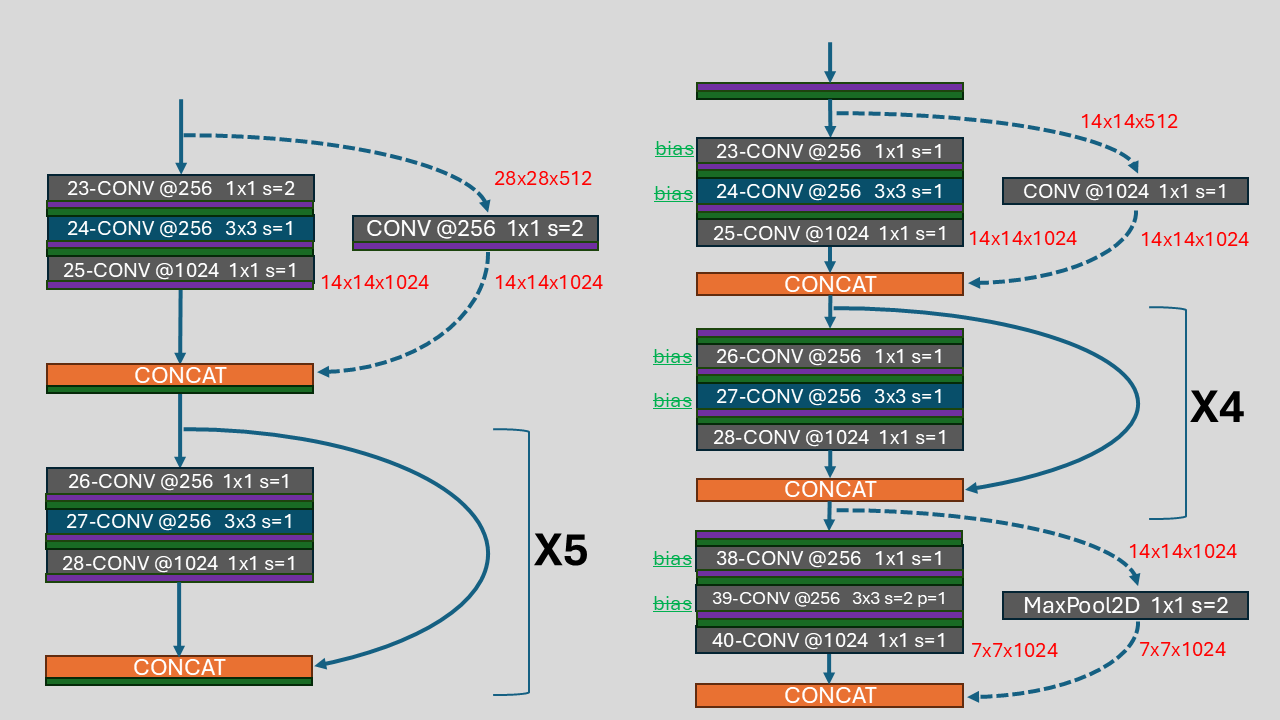 28x28x512
23-CONV @256 1x1 s=2
24-CONV @256 3x3 s=1
CONV @256 1x1 s=2
25-CONV @1024 1x1 s=1
14x14x1024
14x14x1024
CONCAT
26-CONV @256 1x1 s=1
27-CONV @256 3x3 s=1
28-CONV @1024 1x1 s=1
X5
CONCAT
14x14x512
bias
23-CONV @256 1x1 s=1
bias
24-CONV @256 3x3 s=1
CONV @1024 1x1 s=1
25-CONV @1024 1x1 s=1
14x14x1024
14x14x1024
CONCAT
bias
26-CONV @256 1x1 s=1
bias
27-CONV @256 3x3 s=1
28-CONV @1024 1x1 s=1
X4
CONCAT
14x14x1024
bias
38-CONV @256 1x1 s=1
bias
39-CONV @256 3x3 s=2 p=1
MaxPool2D 1x1 s=2
40-CONV @1024 1x1 s=1
7x7x1024
7x7x1024
CONCAT